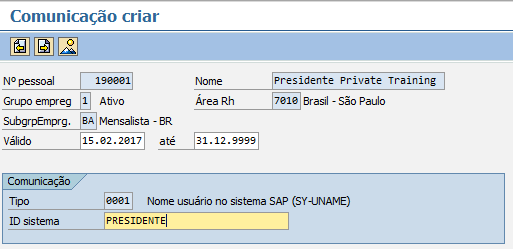 Comunicação criar
Nº pessoal 190001 Nome Presidente Private Training
Grupo empreg 1 Ativo Área Rh 7010 Brasil - São Paulo
SubgrpEmprg. BA Mensalista - BR
Válido 15.02.2017 até 31.12.9999
Comunicação
Tipo 0001 Nome usuário no sistema SAP (SY-UNAME)
ID sistema PRESIDENTE